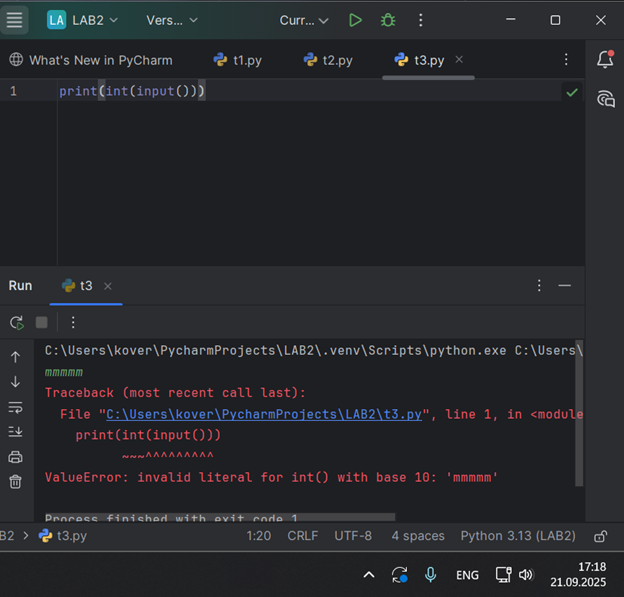 LA LAB2 Vers... Curr...
What's New in PyCharm t1.py t2.py t3.py
1 print(int(input()))
Run t3
C:\Users\kover\PycharmProjects\LAB2\.venv\Scripts\python.exe C:\Users\
mmmmm
Traceback (most recent call last):
File "C:\Users\kover\PycharmProjects\LAB2\t3.py", line 1, in <module
print(int(input()))
~~~^^^^^^^^^
ValueError: invalid literal for int() with base 10: 'mmmmm'
Process finished with exit code 1
B2 > t3.py 1:20 CRLF UTF-8 4 spaces Python 3.13 (LAB2)
ENG 17:18
21.09.2025